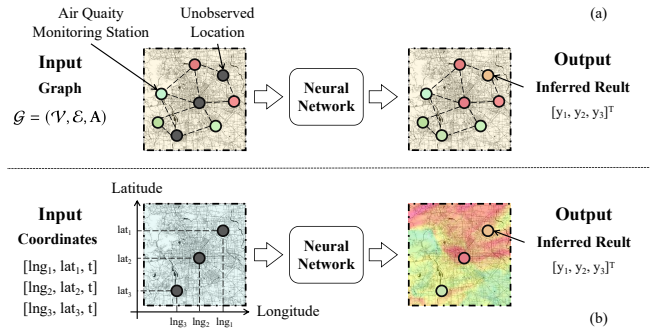 Air Quaity
Monitoring Station
Unobserved
Location
(a)
Input
Graph
𝒢 = (𝒱, ℰ, A)
Neural
Network
Output
Inferred Reult
[y₁, y₂, y₃]ᵀ
Latitude
Input
Coordinates
[lng₁, lat₁, t]
[lng₂, lat₂, t]
[lng₃, lat₃, t]
lat₁
lat₂
lat₃
lng₃ lng₂ lng₁
Longitude
Neural
Network
Output
Inferred Reult
[y₁, y₂, y₃]ᵀ
(b)